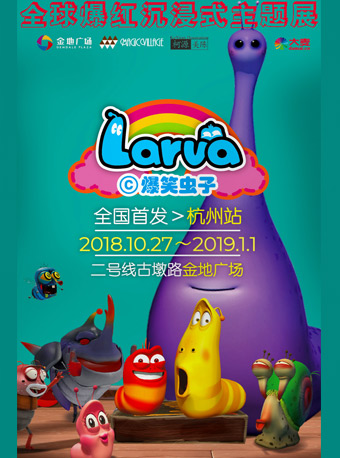 全球爆红沉浸式主题展
金地广场 MAGIC VILLAGE 大麦
Larva
©爆笑虫子
全国首发>杭州站
2018.10.27~2019.1.1
二号线古墩路金地广场